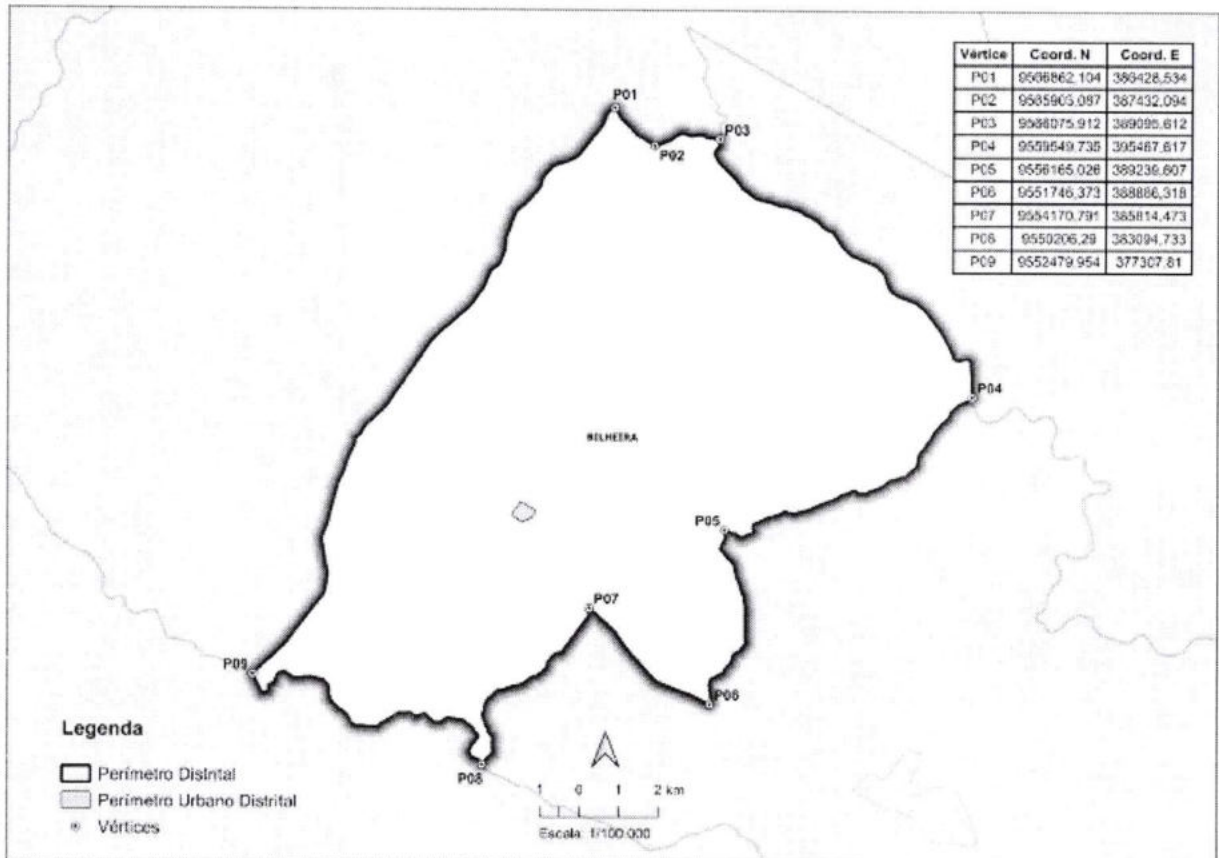 Vértice Coord. N Coord. E
P01 9566862,104 386428,534
P02 9565905,087 387432,094
P03 9566075,912 389095,612
P04 9559549,735 395467,617
P05 9556165,026 389239,607
P06 9551746,373 388886,318
P07 9554170,791 385814,473
P08 9550206,29 383094,733
P09 9552479,954 377307,81
P01
P02
P03
P04
BILHEIRA
P05
P07
P09
P06
P08
Legenda
Perímetro Distrital
Perímetro Urbano Distrital
Vértices
1 0 1 2 km
Escala: 1/100.000